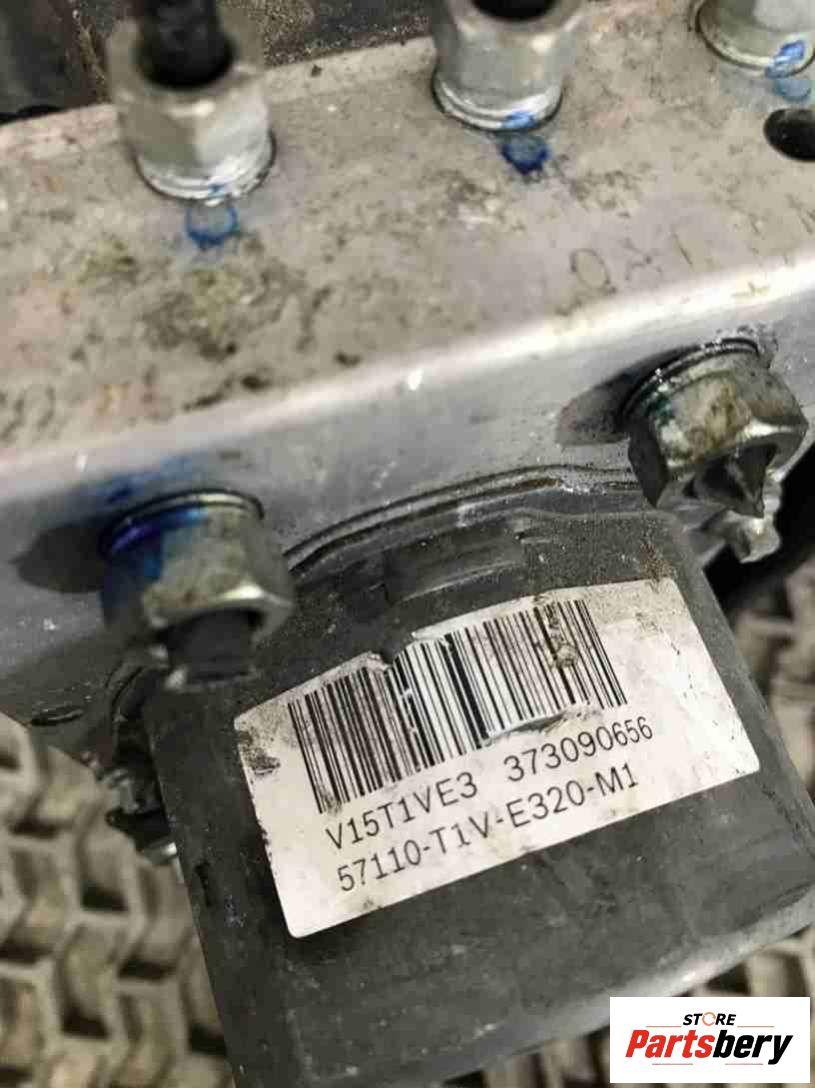 V15T1VE3 373090656
57110-T1V-E320-M1
STORE
Partsbery